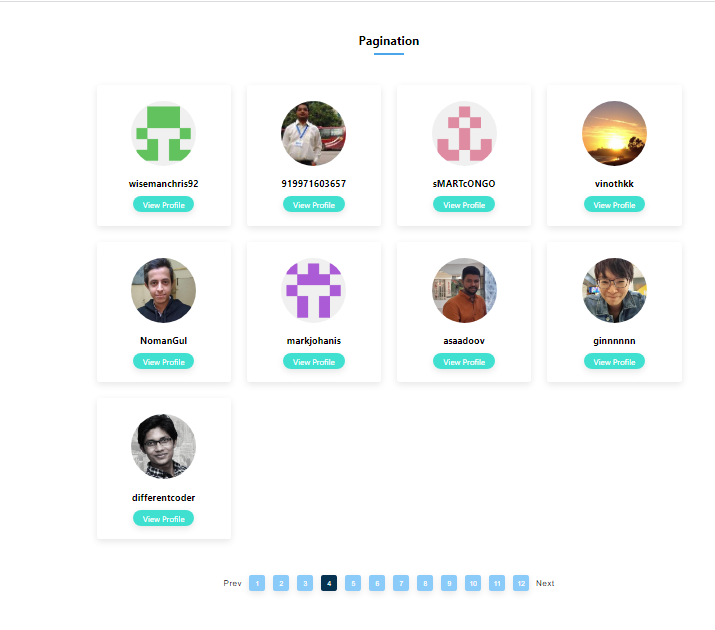 Pagination
wisemanchris92 919971603657 sMARTcONGO vinothkk
View Profile View Profile View Profile View Profile
NomanGul markjohanis asaadoov ginnnnnn
View Profile View Profile View Profile View Profile
differentcoder
View Profile
Prev 1 2 3 4 5 6 7 8 9 10 11 12 Next